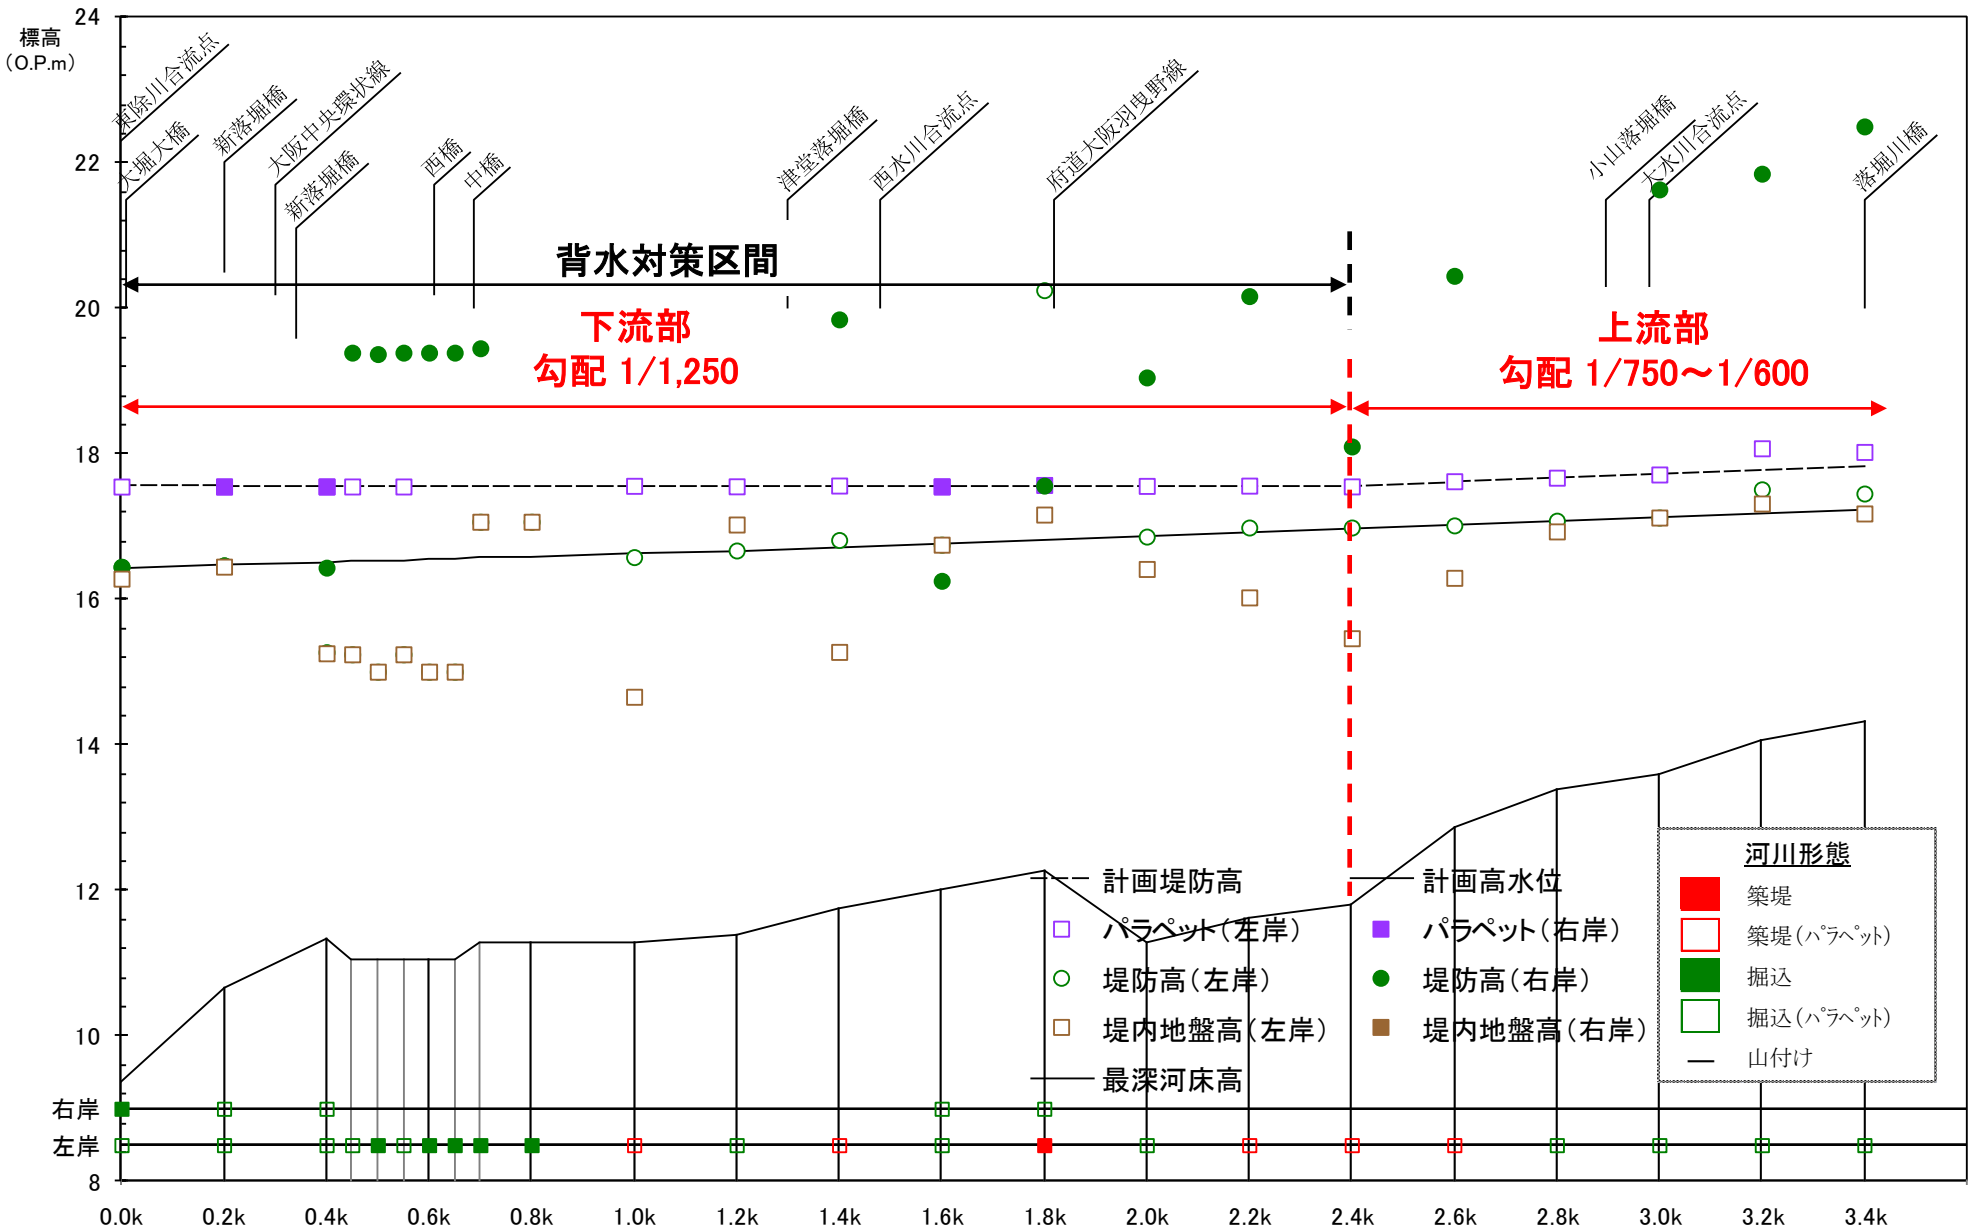 標高
（O.P.m）
24
22
20
18
16
14
12
10
8
東除川合流点
大堀大橋
新落堀橋
大阪中央環状線
新落堀橋
西橋
中橋
津堂落堀橋
西水川合流点
府道大阪羽曳野線
小山落堀橋
大水川合流点
落堀川橋
背水対策区間
下流部
勾配 1/1,250
上流部
勾配 1/750～1/600
計画堤防高
計画高水位
パラペット（左岸）
パラペット（右岸）
堤防高（左岸）
堤防高（右岸）
堤内地盤高（左岸）
堤内地盤高（右岸）
最深河床高
河川形態
築堤
築堤（パラペット）
掘込
掘込（パラペット）
山付け
右岸
左岸
0.0k 0.2k 0.4k 0.6k 0.8k 1.0k 1.2k 1.4k 1.6k 1.8k 2.0k 2.2k 2.4k 2.6k 2.8k 3.0k 3.2k 3.4k